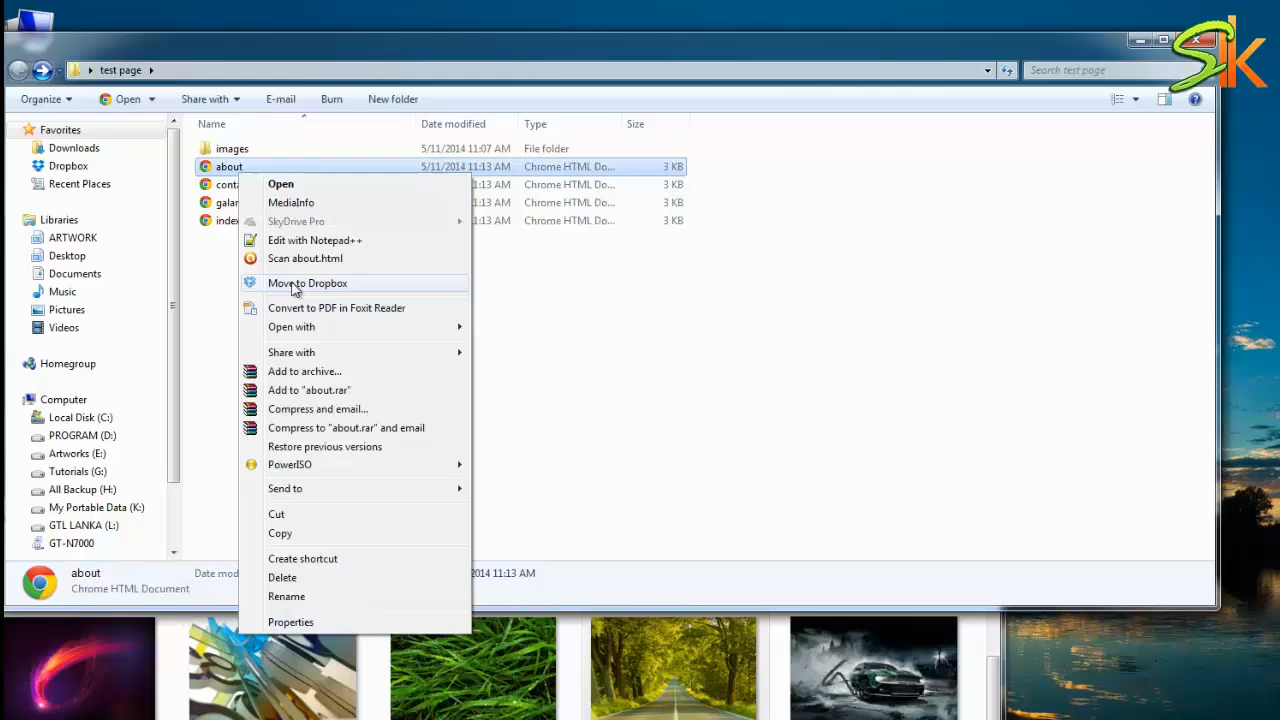 Sk
test page
Search test page
Organize Open Share with E-mail Burn New folder
Name Date modified Type Size
Favorites
Downloads
Dropbox
Recent Places
Libraries
ARTWORK
Desktop
Documents
Music
Pictures
Videos
Homegroup
Computer
Local Disk (C:)
PROGRAM (D:)
Artworks (E:)
Tutorials (G:)
All Backup (H:)
My Portable Data (K:)
GTL LANKA (L:)
GT-N7000
images 5/11/2014 11:07 AM File folder
about 5/11/2014 11:13 AM Chrome HTML Do... 3 KB
conta :13 AM Chrome HTML Do... 3 KB
galar :13 AM Chrome HTML Do... 3 KB
index :13 AM Chrome HTML Do... 3 KB
Open
MediaInfo
SkyDrive Pro
Edit with Notepad++
Scan about.html
Move to Dropbox
Convert to PDF in Foxit Reader
Open with
Share with
Add to archive...
Add to "about.rar"
Compress and email...
Compress to "about.rar" and email
Restore previous versions
PowerISO
Send to
Cut
Copy
Create shortcut
Delete
Rename
Properties
about Date mod 2014 11:13 AM
Chrome HTML Document